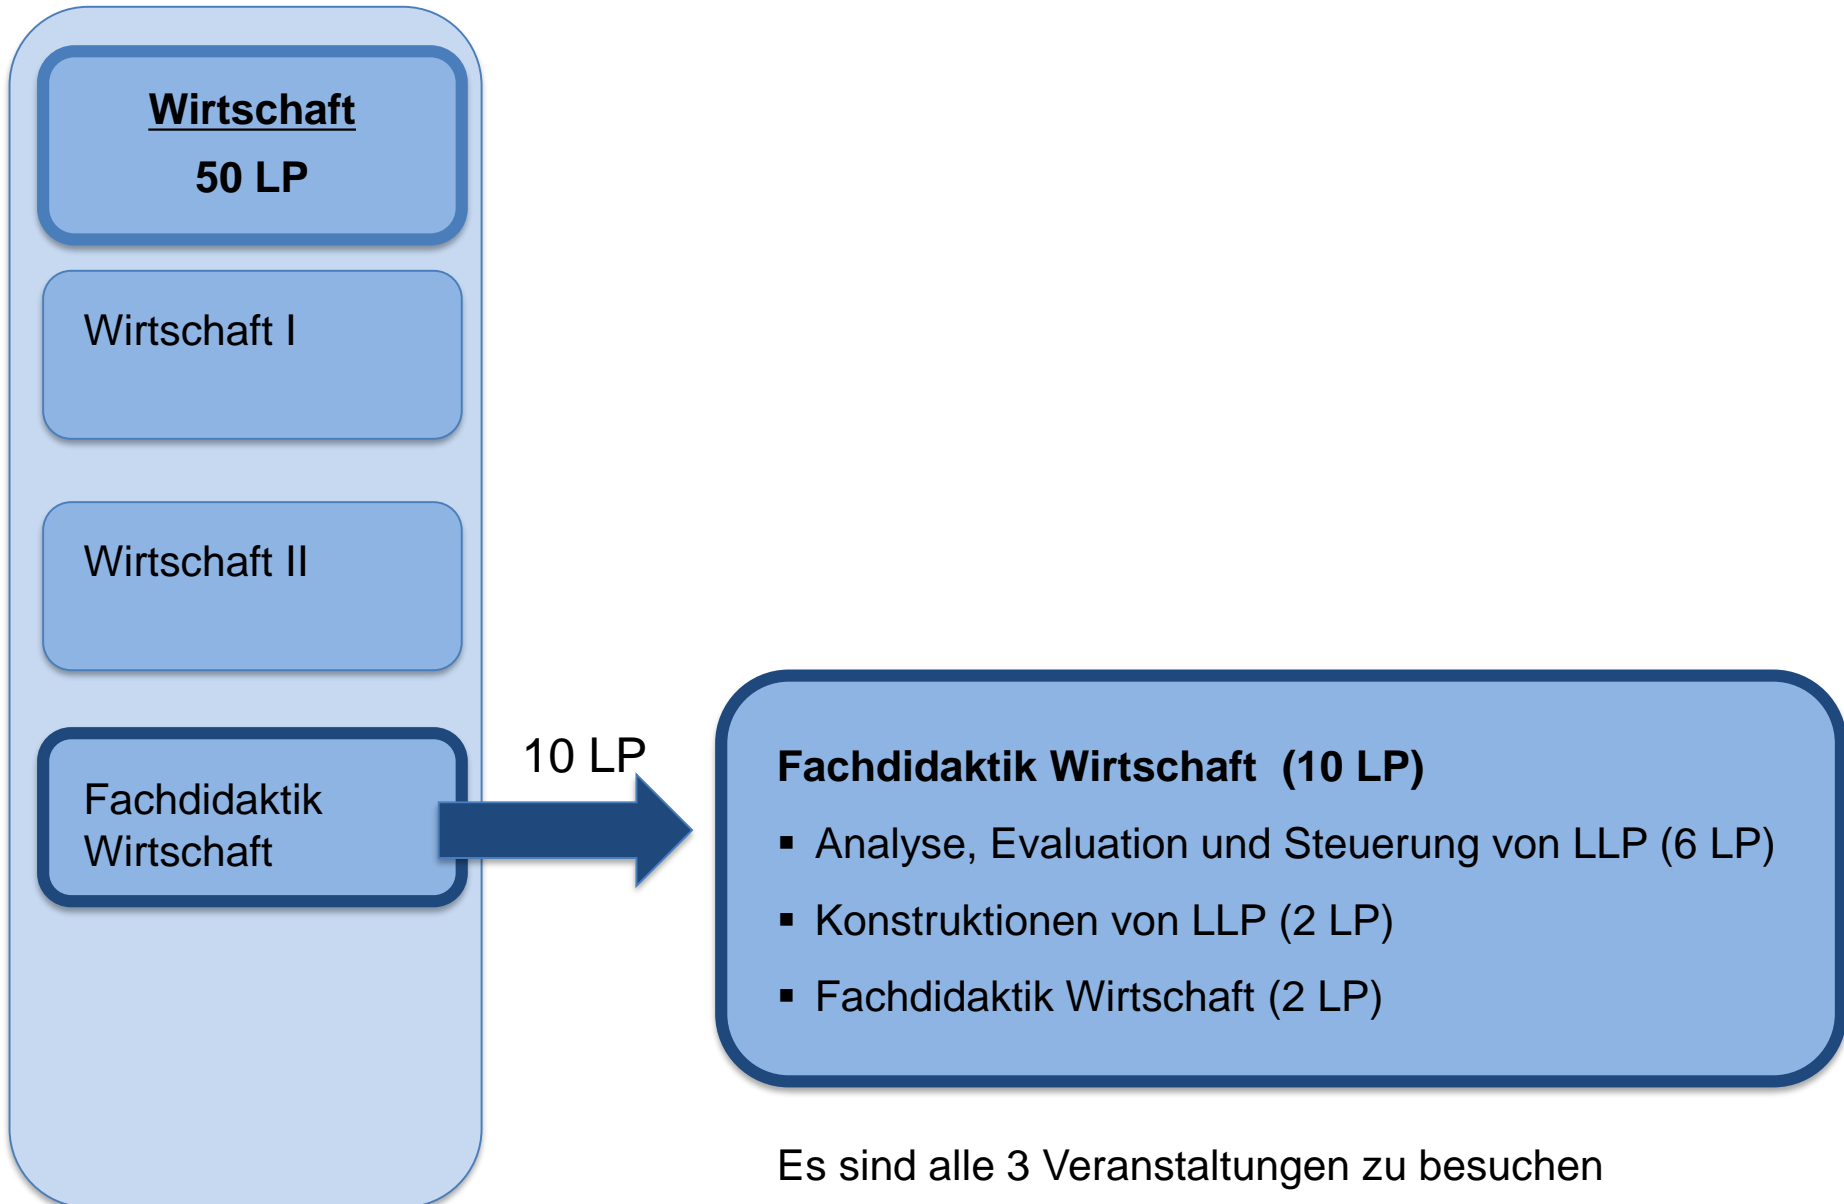 Wirtschaft
50 LP
Wirtschaft I
Wirtschaft II
Fachdidaktik
Wirtschaft
10 LP
Fachdidaktik Wirtschaft (10 LP)
▪ Analyse, Evaluation und Steuerung von LLP (6 LP)
▪ Konstruktionen von LLP (2 LP)
▪ Fachdidaktik Wirtschaft (2 LP)
Es sind alle 3 Veranstaltungen zu besuchen